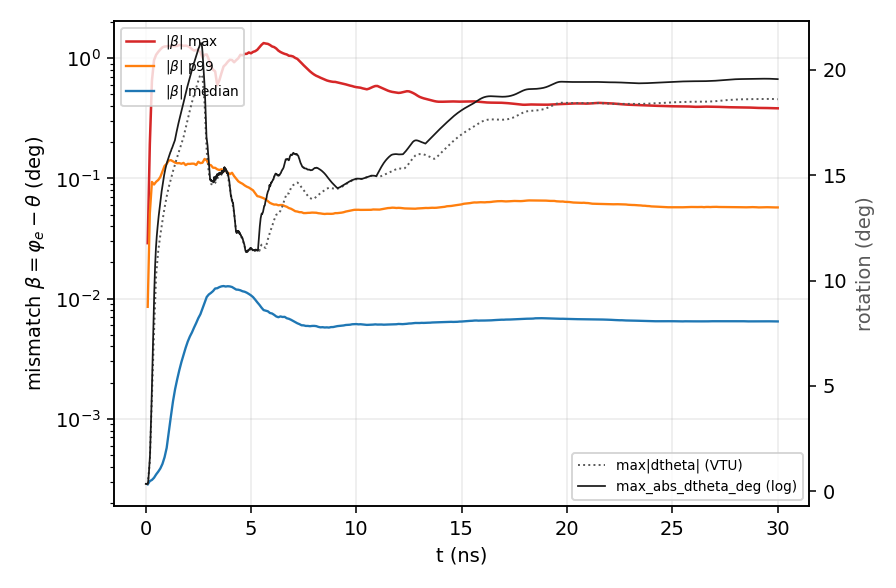 |β| max
|β| p99
|β| median
10⁰
10⁻¹
10⁻²
10⁻³
mismatch β = φₑ − θ (deg)
20
15
10
5
0
rotation (deg)
max|dtheta| (VTU)
max_abs_dtheta_deg (log)
0 5 10 15 20 25 30
t (ns)